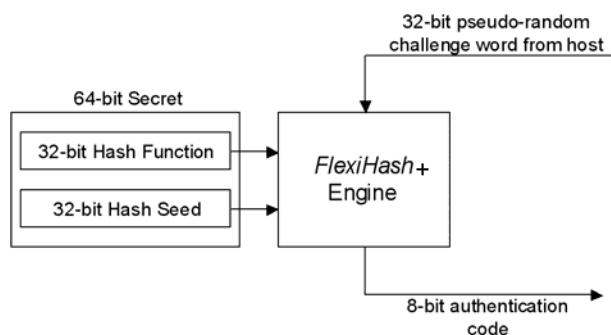 32-bit pseudo-random
challenge word from host
64-bit Secret
32-bit Hash Function
32-bit Hash Seed
FlexiHash+
Engine
8-bit authentication
code